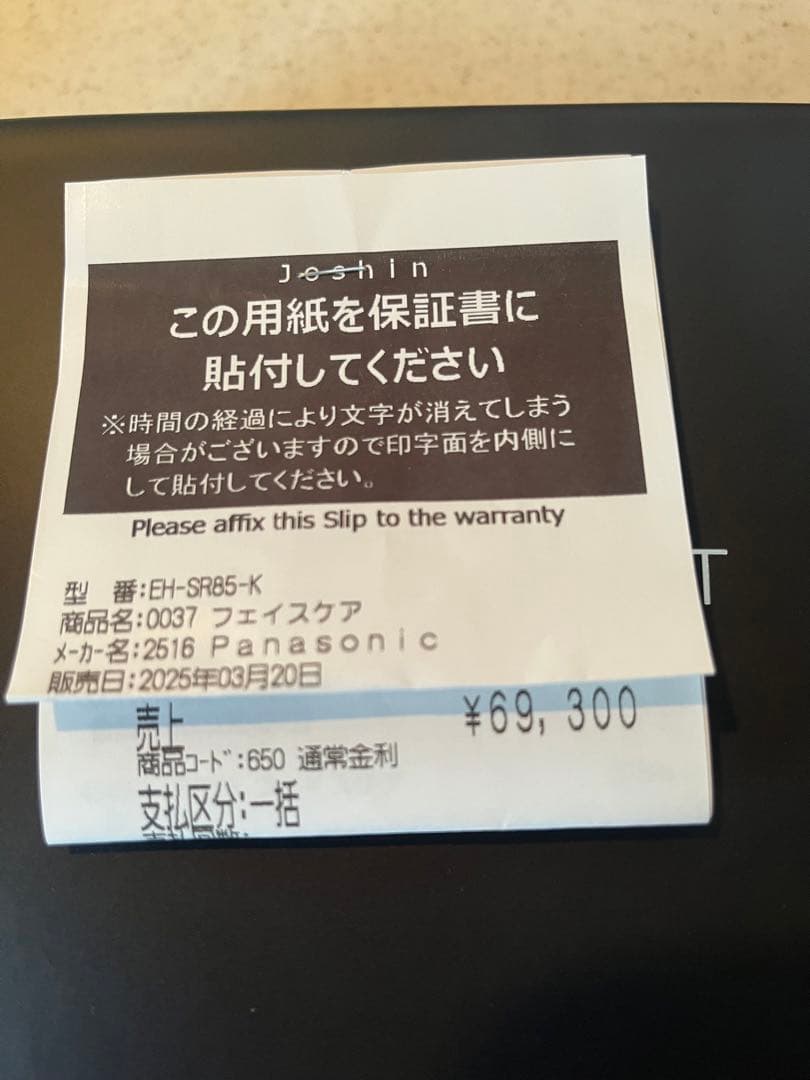 Joshin
この用紙を保証書に
貼付してください
※時間の経過により文字が消えてしまう
場合がございますので印字面を内側に
して貼付してください。
Please affix this Slip to the warranty
型 番:EH-SR85-K
商品名:0037 フェイスケア
メーカー名:2516 Panasonic
販売日:2025年03月20日
T
売上 ¥69,300
商品コード:650 通常金利
支払区分:一括